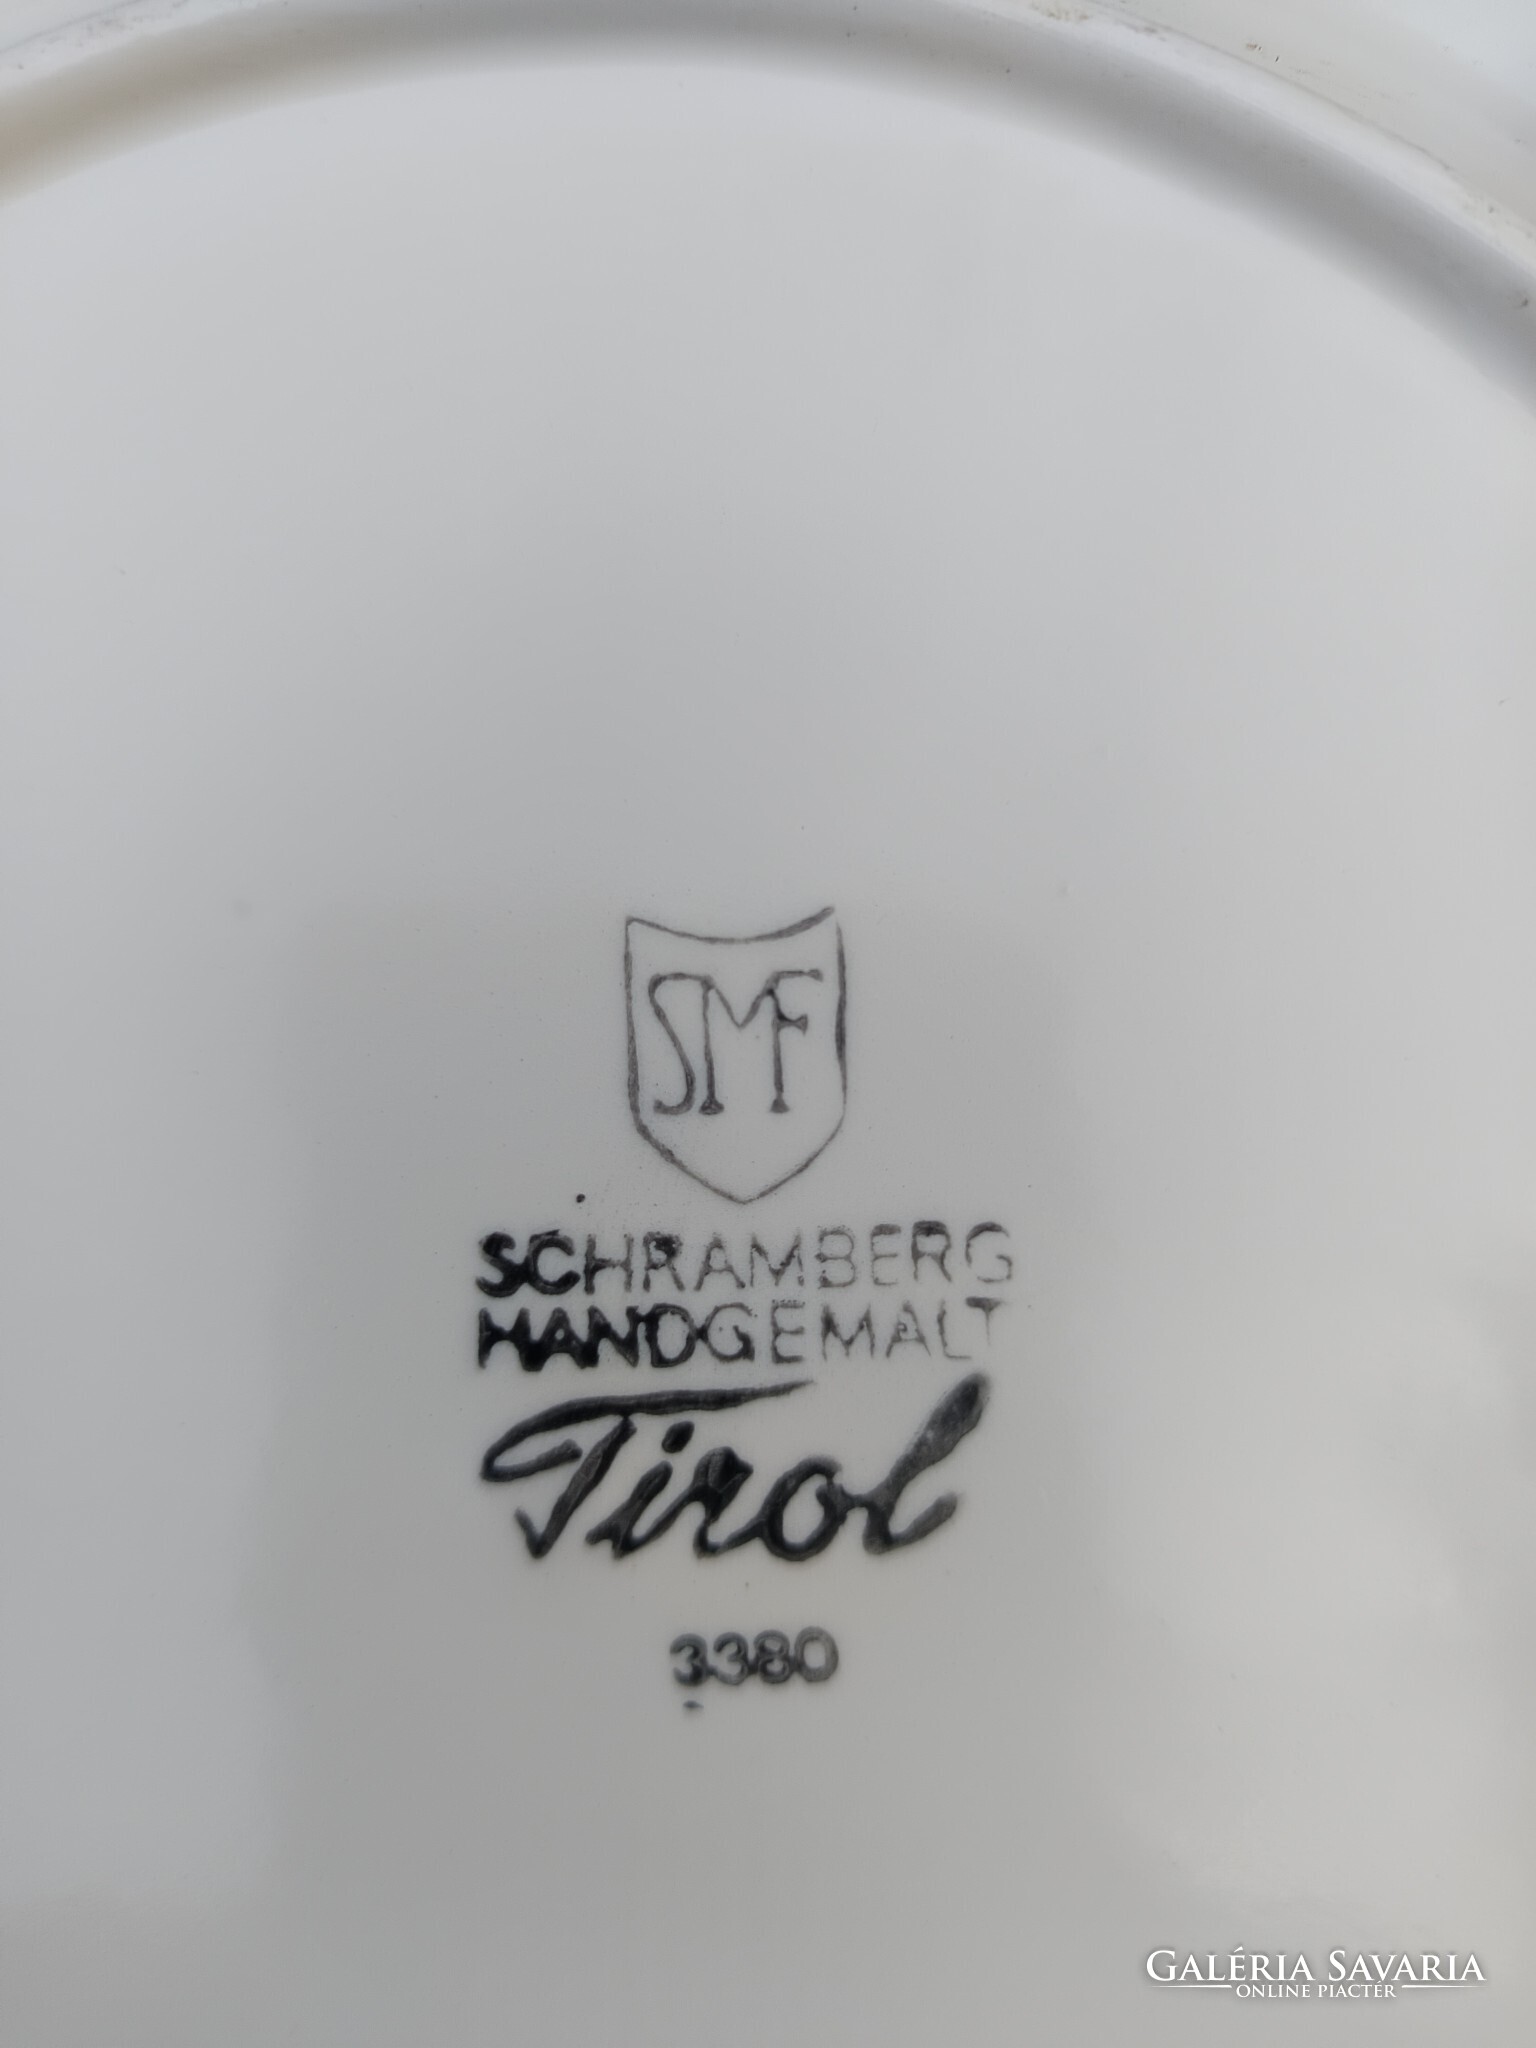 SMF
SCHRAMBERG
HANDGEMALT
Tirol
3380
GALÉRIA SAVARIA
ONLINE PIACTÉR